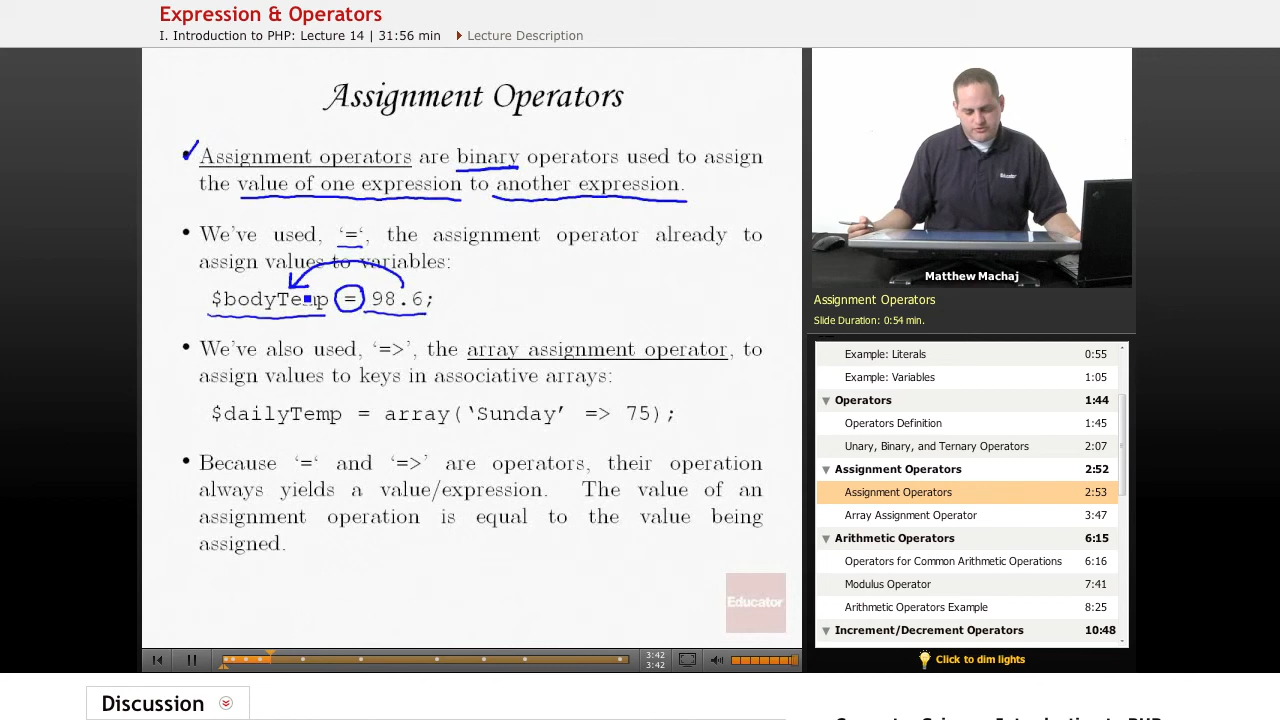 Expression & Operators
I. Introduction to PHP: Lecture 14 | 31:56 min Lecture Description
Assignment Operators
• Assignment operators are binary operators used to assign
the value of one expression to another expression.
• We've used, ‘=‘, the assignment operator already to
assign values to variables:
$bodyTemp = 98.6;
• We've also used, ‘=>’, the array assignment operator, to
assign values to keys in associative arrays:
$dailyTemp = array(‘Sunday’ => 75);
• Because ‘=‘ and ‘=>’ are operators, their operation
always yields a value/expression. The value of an
assignment operation is equal to the value being
assigned.
Educator
3:42
3:42
Educator
Matthew Machaj
Assignment Operators
Slide Duration: 0:54 min.
Example: Literals 0:55
Example: Variables 1:05
Operators 1:44
Operators Definition 1:45
Unary, Binary, and Ternary Operators 2:07
Assignment Operators 2:52
Assignment Operators 2:53
Array Assignment Operator 3:47
Arithmetic Operators 6:15
Operators for Common Arithmetic Operations 6:16
Modulus Operator 7:41
Arithmetic Operators Example 8:25
Increment/Decrement Operators 10:48
Click to dim lights
Discussion
Computer Science: Introduction to PHP